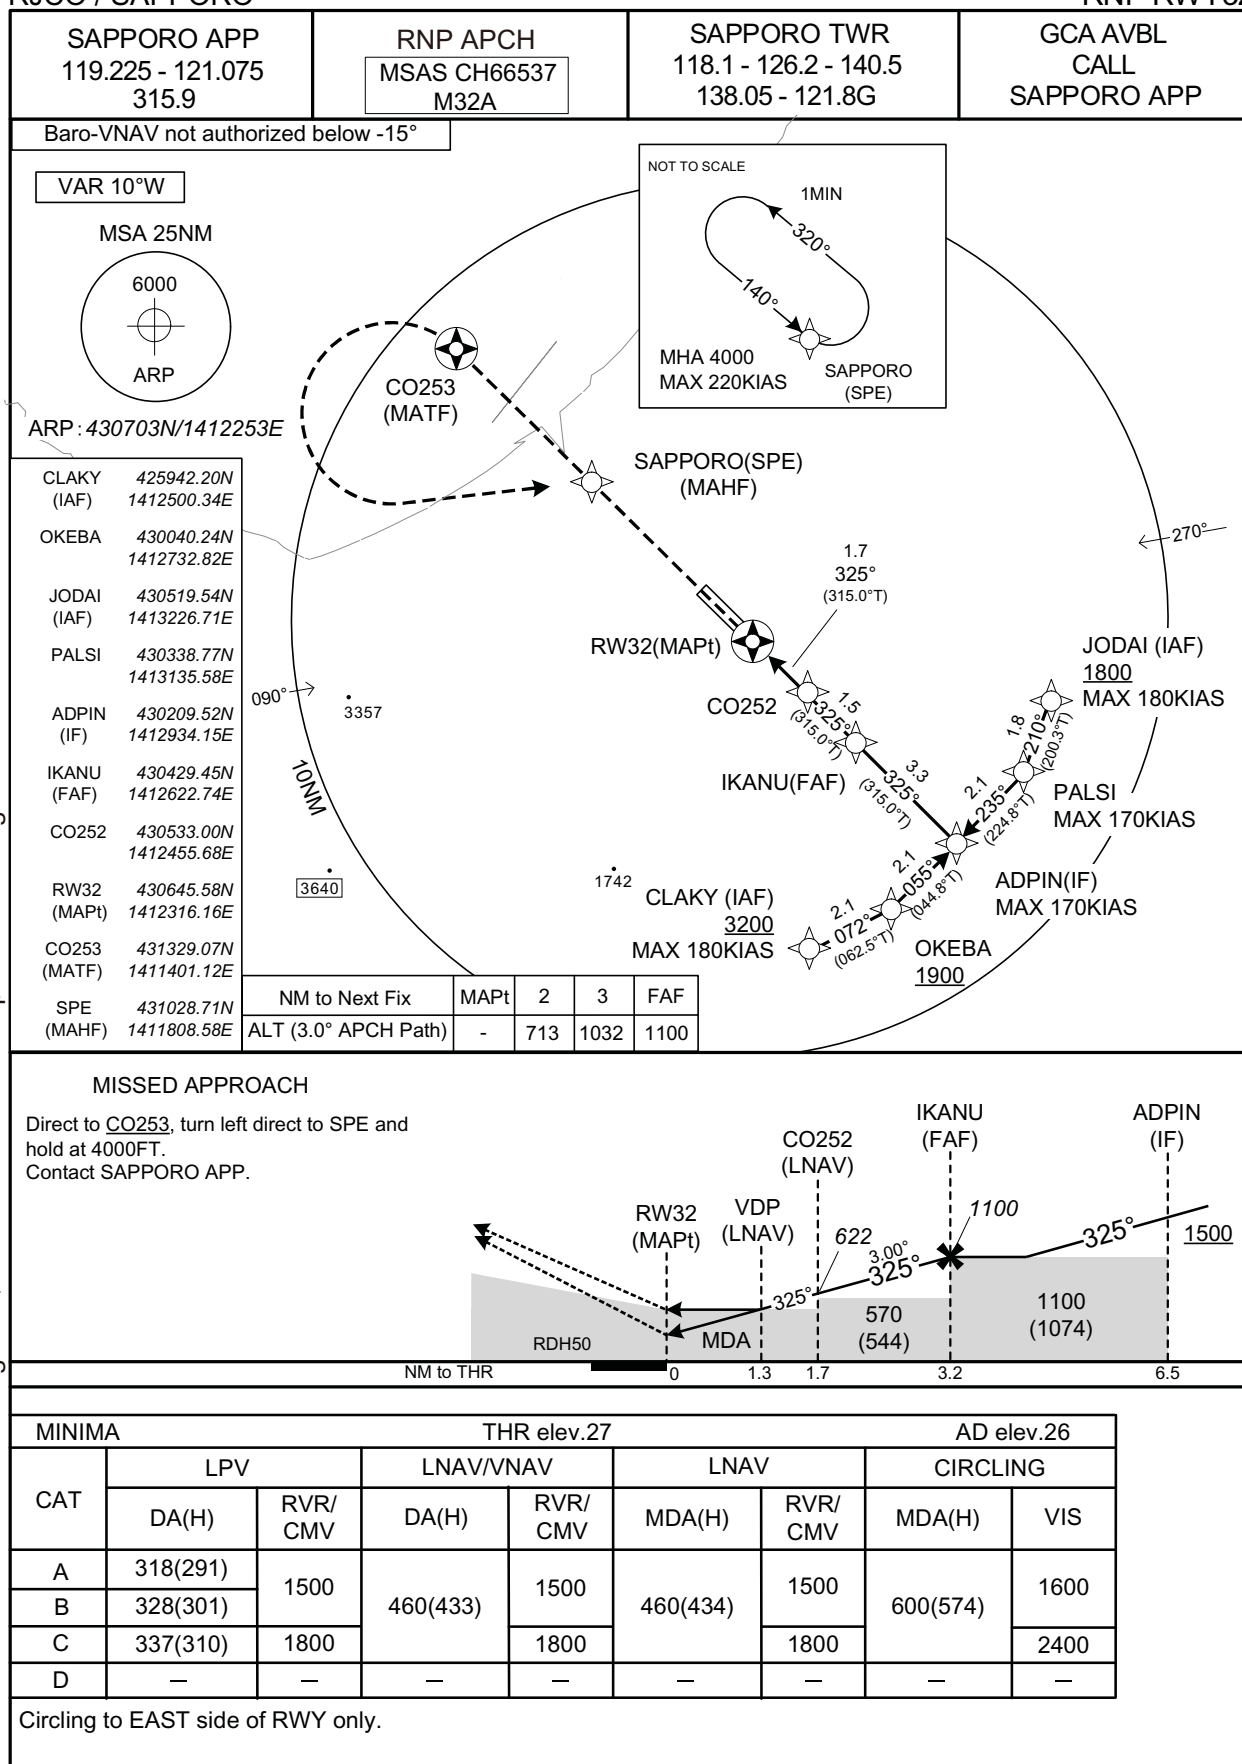 SAPPORO APP
119.225 - 121.075
315.9
RNP APCH
MSAS CH66537
M32A
SAPPORO TWR
118.1 - 126.2 - 140.5
138.05 - 121.8G
GCA AVBL
CALL
SAPPORO APP
Baro-VNAV not authorized below -15°
VAR 10°W
MSA 25NM
6000
ARP
ARP : 430703N/1412253E
NOT TO SCALE
1MIN
320°
140°
MHA 4000
MAX 220KIAS
SAPPORO
(SPE)
CO253
(MATF)
SAPPORO(SPE)
(MAHF)
270°
1.7
325°
(315.0°T)
RW32(MAPt)
CO252
1.5
325°
(315.0°T)
IKANU(FAF)
3.3
325°
(315.0°T)
JODAI (IAF)
1800
MAX 180KIAS
1.8
210°
(200.3°T)
PALSI
MAX 170KIAS
2.1
235°
(224.8°T)
ADPIN(IF)
MAX 170KIAS
2.1
055°
(044.8°T)
OKEBA
1900
CLAKY (IAF)
3200
MAX 180KIAS
2.1
072°
(062.5°T)
090°
3357
10NM
3640
1742
CLAKY 425942.20N
(IAF) 1412500.34E
OKEBA 430040.24N
1412732.82E
JODAI 430519.54N
(IAF) 1413226.71E
PALSI 430338.77N
1413135.58E
ADPIN 430209.52N
(IF) 1412934.15E
IKANU 430429.45N
(FAF) 1412622.74E
CO252 430533.00N
1412455.68E
RW32 430645.58N
(MAPt) 1412316.16E
CO253 431329.07N
(MATF) 1411401.12E
SPE 431028.71N
(MAHF) 1411808.58E
NM to Next Fix MAPt 2 3 FAF
ALT (3.0° APCH Path) - 713 1032 1100
MISSED APPROACH
Direct to CO253, turn left direct to SPE and
hold at 4000FT.
Contact SAPPORO APP.
RW32
(MAPt)
VDP
(LNAV)
CO252
(LNAV)
IKANU
(FAF)
ADPIN
(IF)
622
1100
1500
325°
3.00°
325°
325°
RDH50
MDA
570
(544)
1100
(1074)
NM to THR 0 1.3 1.7 3.2 6.5
MINIMA THR elev.27 AD elev.26
CAT LPV LNAV/VNAV LNAV CIRCLING
DA(H) RVR/CMV DA(H) RVR/CMV MDA(H) RVR/CMV MDA(H) VIS
A 318(291) 1500 460(433) 1500 460(434) 1500 600(574) 1600
B 328(301)
C 337(310) 1800 1800 1800 2400
D — — — — — — — —
Circling to EAST side of RWY only.